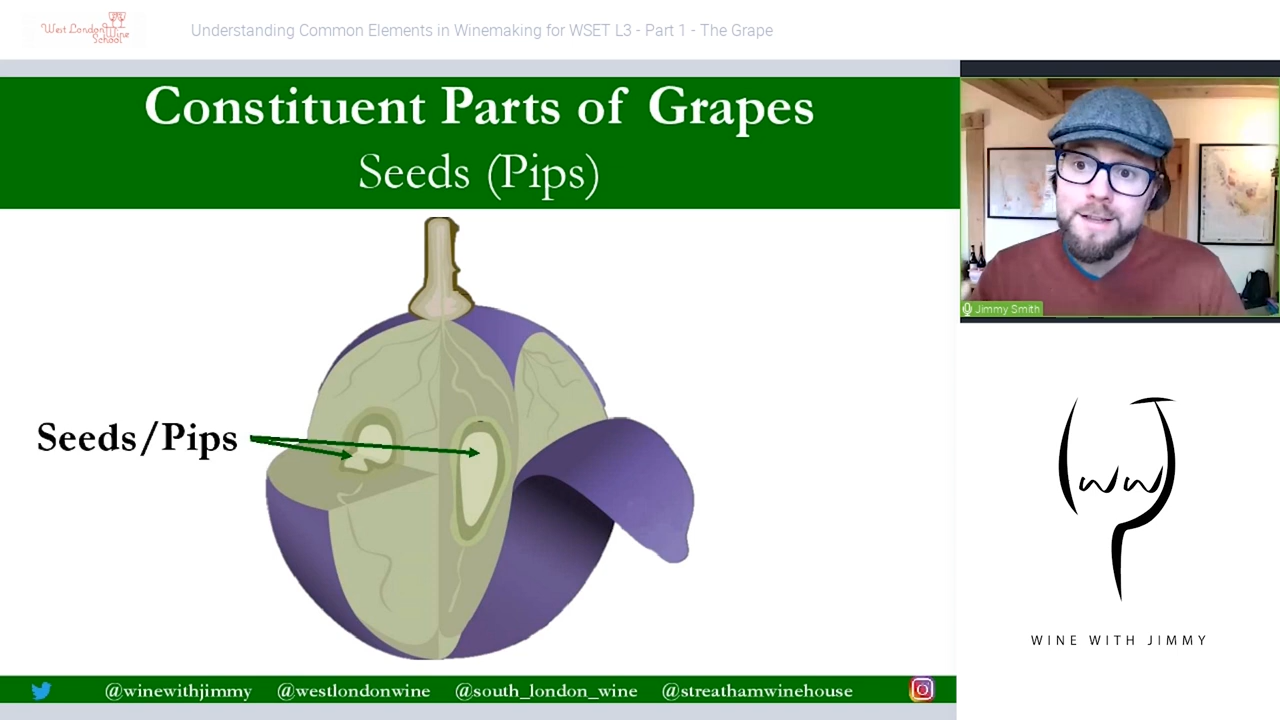 West London Wine School
Understanding Common Elements in Winemaking for WSET L3 - Part 1 - The Grape
Constituent Parts of Grapes
Seeds (Pips)
Jimmy Smith
Seeds/Pips
WWJ
WINE WITH JIMMY
@winewithjimmy @westlondonwine @south_london_wine @streathamwinehouse